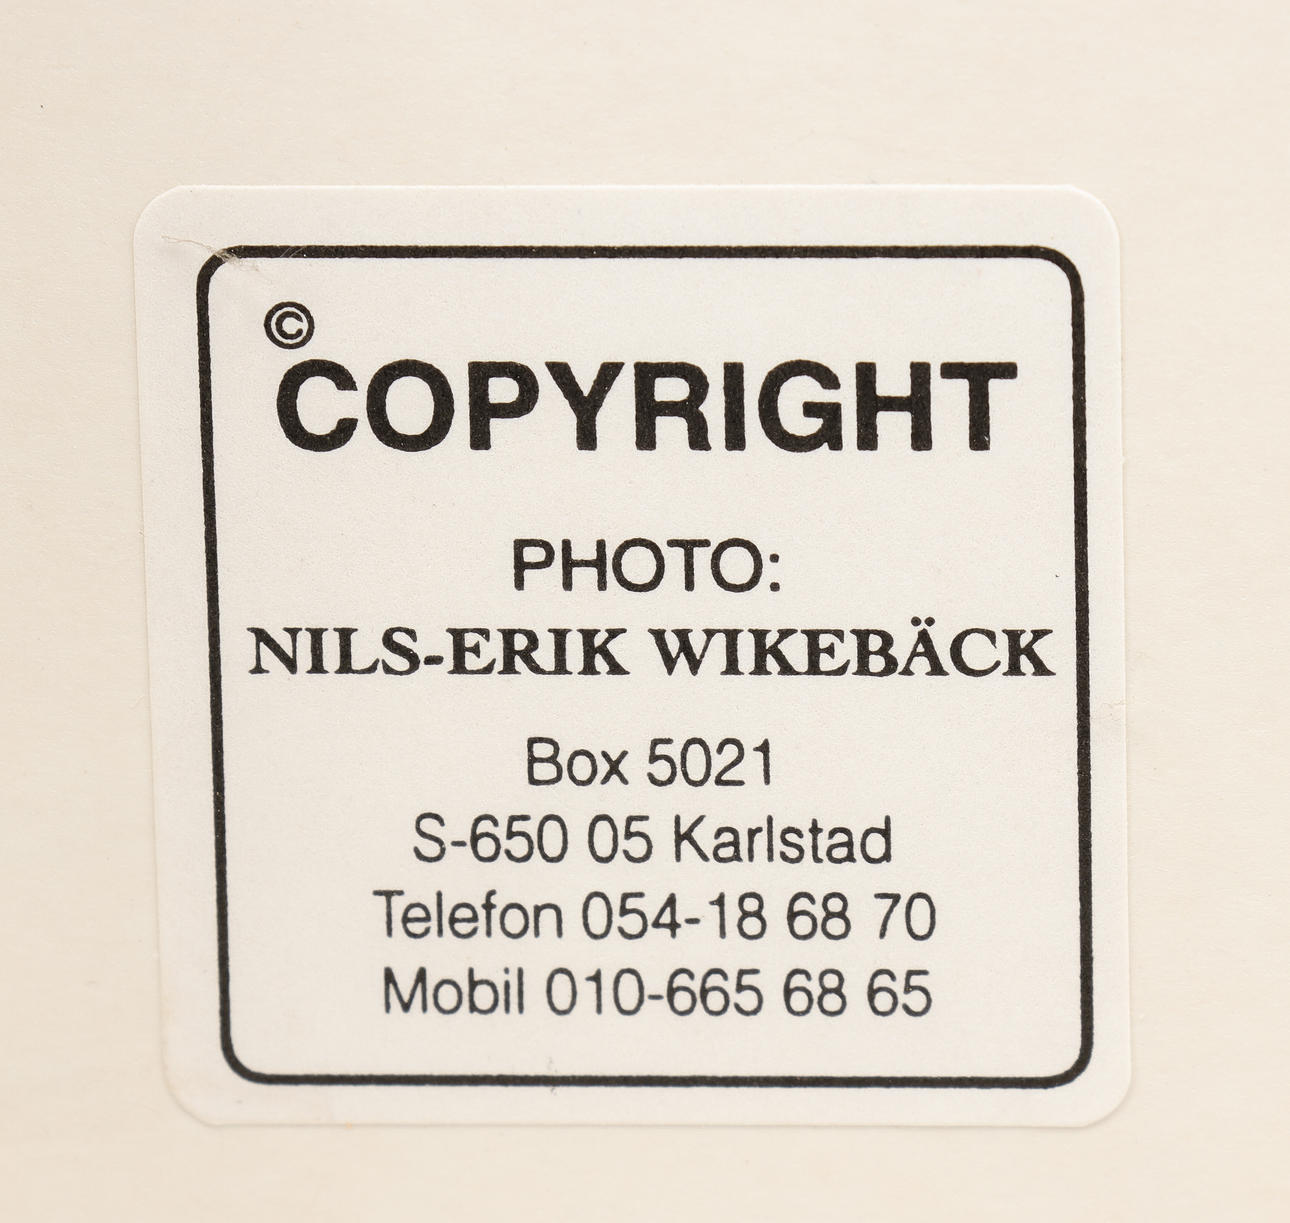 ©
COPYRIGHT
PHOTO:
NILS-ERIK WIKEBÄCK
Box 5021
S-650 05 Karlstad
Telefon 054-18 68 70
Mobil 010-665 68 65